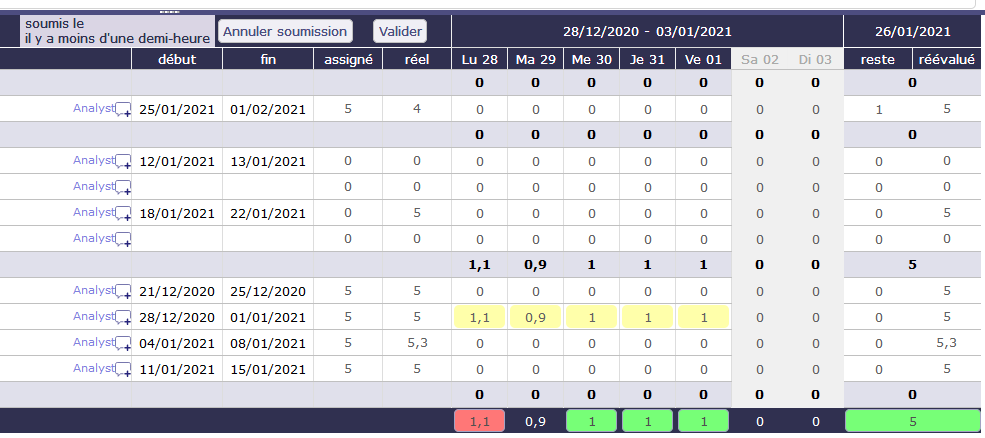 soumis le
il y a moins d'une demi-heure Annuler soumission Valider 28/12/2020 - 03/01/2021 26/01/2021
début fin assigné réel Lu 28 Ma 29 Me 30 Je 31 Ve 01 Sa 02 Di 03 reste réévalué
0 0 0 0 0 0 0 0
Analyst 25/01/2021 01/02/2021 5 4 0 0 0 0 0 0 0 1 5
0 0 0 0 0 0 0 0
Analyst 12/01/2021 13/01/2021 0 0 0 0 0 0 0 0 0 0 0
Analyst 0 0 0 0 0 0 0 0 0 0 0
Analyst 18/01/2021 22/01/2021 0 5 0 0 0 0 0 0 0 0 5
Analyst 0 0 0 0 0 0 0 0 0 0 0
1,1 0,9 1 1 1 0 0 5
Analyst 21/12/2020 25/12/2020 5 5 0 0 0 0 0 0 0 0 5
Analyst 28/12/2020 01/01/2021 5 5 1,1 0,9 1 1 1 0 0 0 5
Analyst 04/01/2021 08/01/2021 5 5,3 0 0 0 0 0 0 0 0 5,3
Analyst 11/01/2021 15/01/2021 5 5 0 0 0 0 0 0 0 0 5
0 0 0 0 0 0 0 0
1,1 0,9 1 1 1 0 0 5